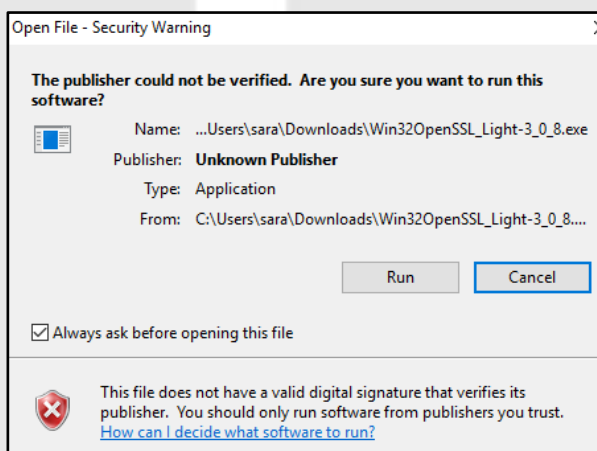 Open File - Security Warning
The publisher could not be verified.  Are you sure you want to run this
software?
Name: ...Users\sara\Downloads\Win32OpenSSL_Light-3_0_8.exe
Publisher: Unknown Publisher
Type: Application
From: C:\Users\sara\Downloads\Win32OpenSSL_Light-3_0_8....
Run Cancel
Always ask before opening this file
This file does not have a valid digital signature that verifies its
publisher.  You should only run software from publishers you trust.
How can I decide what software to run?